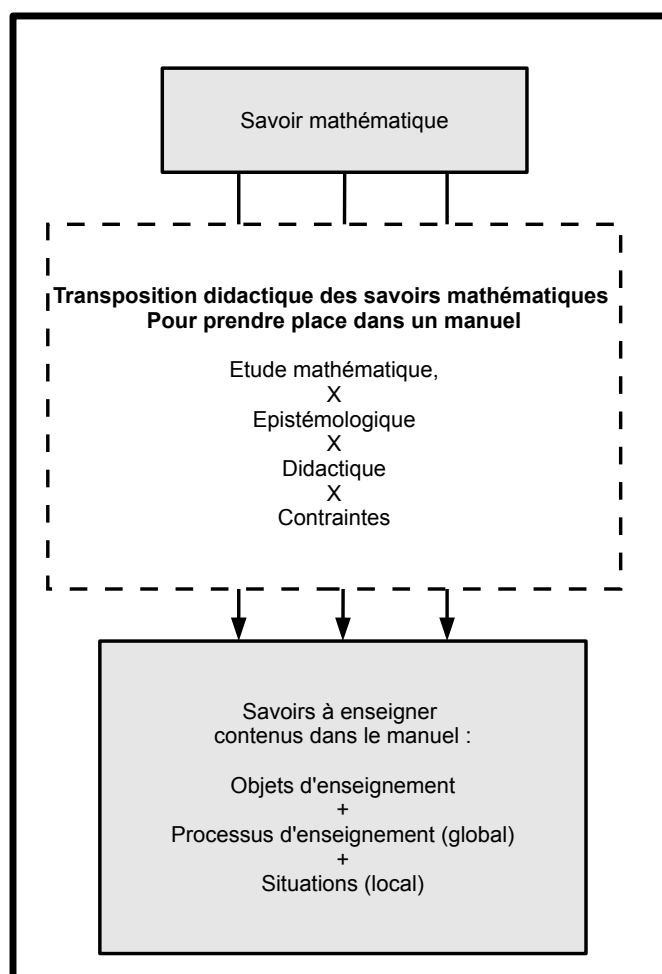 Savoir mathématique
Transposition didactique des savoirs mathématiques
Pour prendre place dans un manuel
Etude mathématique,
X
Epistémologique
X
Didactique
X
Contraintes
Savoirs à enseigner
contenus dans le manuel :
Objets d'enseignement
+
Processus d'enseignement (global)
+
Situations (local)